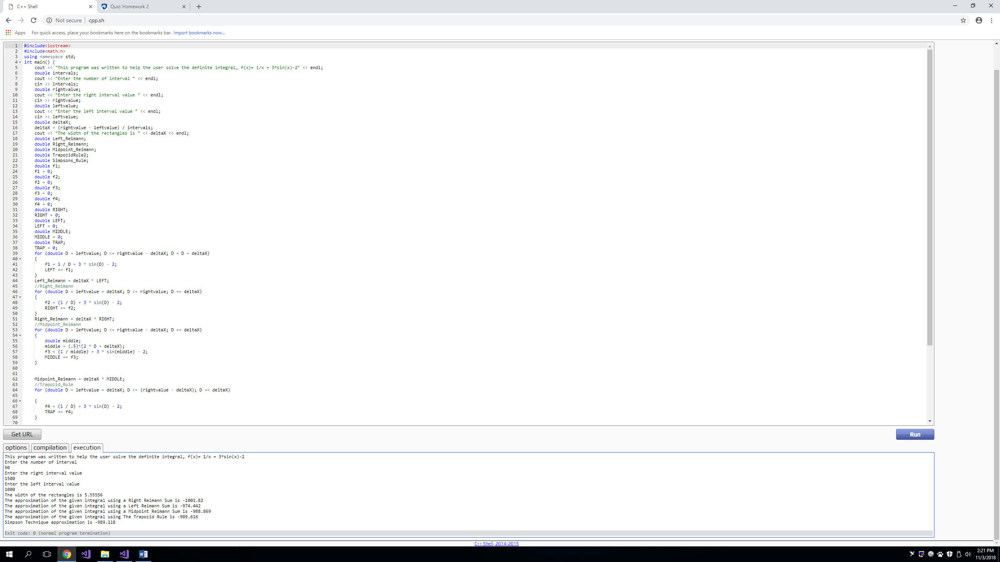 C++ Shell
Quiz: Homework 2
Not secure | cpp.sh
Apps For quick access, place your bookmarks here on the bookmarks bar. Import bookmarks now...
1 #include<iostream>
2 #include<math.h>
3 using namespace std;
4 int main() {
5 cout << "This program was written to help the user solve the definite integral, f(x)= 1/x + 3*sin(x)-2" << endl;
6 double intervals;
7 cout << "Enter the number of interval " << endl;
8 cin >> intervals;
9 double rightvalue;
10 cout << "Enter the right interval value " << endl;
11 cin >> rightvalue;
12 double leftvalue;
13 cout << "Enter the left interval value " << endl;
14 cin >> leftvalue;
15 double deltaX;
16 deltaX = (rightvalue - leftvalue) / intervals;
17 cout << "The width of the rectangles is " << deltaX << endl;
18 double Left_Reimann;
19 double Right_Reimann;
20 double Midpoint_Reimann;
21 double TrapozidRule2;
22 double Simpsons_Rule;
23 double f1;
24 f1 = 0;
25 double f2;
26 f2 = 0;
27 double f3;
28 f3 = 0;
29 double f4;
30 f4 = 0;
31 double RIGHT;
32 RIGHT = 0;
33 double LEFT;
34 LEFT = 0;
35 double MIDDLE;
36 MIDDLE = 0;
37 double TRAP;
38 TRAP = 0;
39 for (double D = leftvalue; D <= rightvalue - deltaX; D = D + deltaX)
40 {
41 f1 = 1 / D + 3 * sin(D) - 2;
42 LEFT += f1;
43 }
44 Left_Reimann = deltaX * LEFT;
45 //Right_Reimann
46 for (double D = leftvalue + deltaX; D <= rightvalue; D += deltaX)
47 {
48 f2 = (1 / D) + 3 * sin(D) - 2;
49 RIGHT += f2;
50 }
51 Right_Reimann = deltaX * RIGHT;
52 //Midpoint_Reimann
53 for (double D = leftvalue; D <= rightvalue - deltaX; D += deltaX)
54 {
55 double middle;
56 middle = (.5)*(2 * D + deltaX);
57 f3 = (1 / middle) + 3 * sin(middle) - 2;
58 MIDDLE += f3;
59 }
60
61
62 Midpoint_Reimann = deltaX * MIDDLE;
63 //Trapozid_Rule
64 for (double D = leftvalue + deltaX; D <= (rightvalue - deltaX); D += deltaX)
65
66 {
67 f4 = (1 / D) + 3 * sin(D) - 2;
68 TRAP += f4;
69 }
70
Get URL
Run
options compilation execution
This program was written to help the user solve the definite integral, f(x)= 1/x + 3*sin(x)-2
Enter the number of interval
90
Enter the right interval value
1500
Enter the left interval value
1000
The width of the rectangles is 5.55556
The approximation of the given integral using a Right Reimann Sum is -1001.82
The approximation of the given integral using a Left Reimann Sum is -974.442
The approximation of the given integral using a Midpoint Reimann Sum is -988.869
The approximation of the given integral using The Trapozid Rule is -989.616
Simpson Technique approximation is -989.118
Exit code: 0 (normal program termination)
C++ Shell, 2014-2015
2:21 PM
11/3/2018